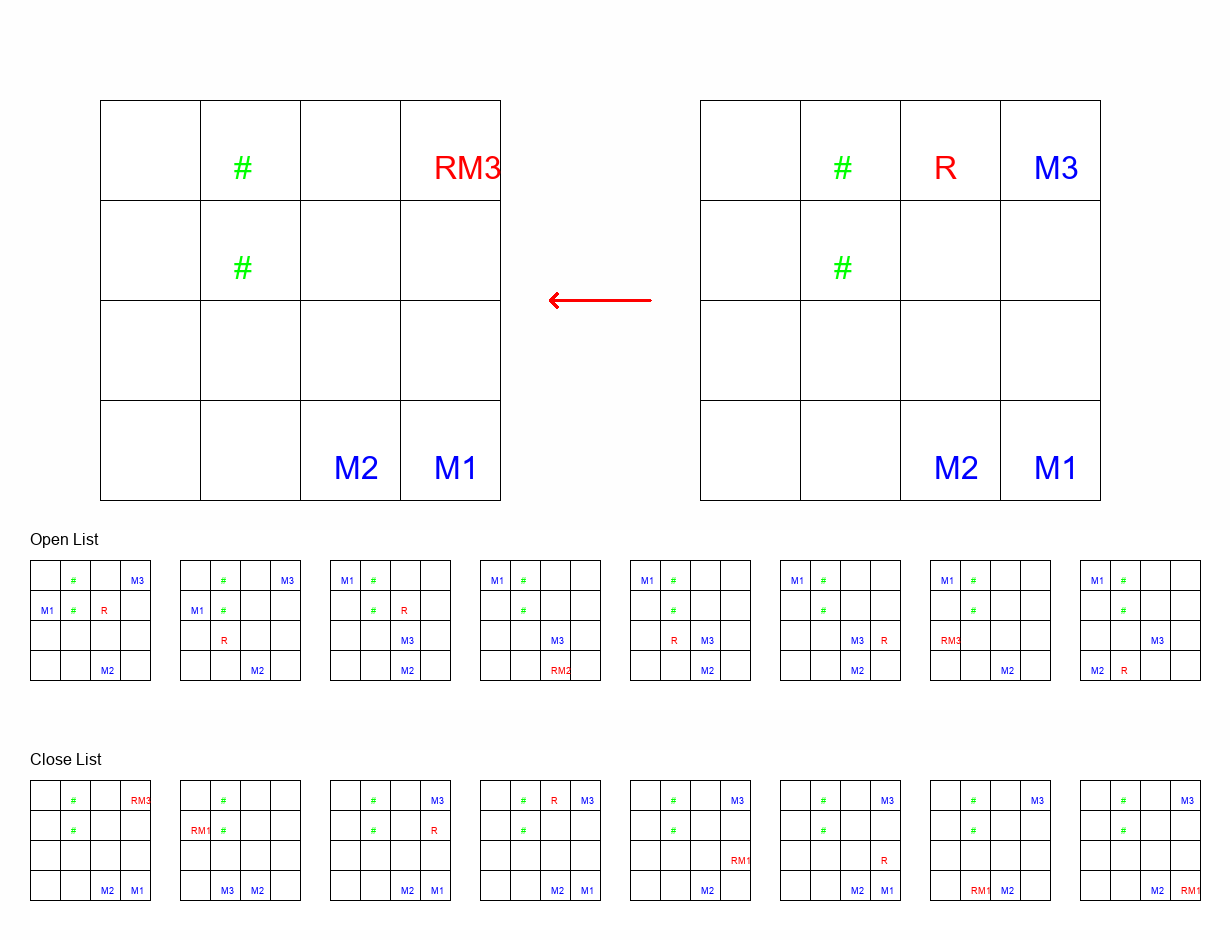 # RM3 # R M3
# #
M2 M1 M2 M1
Open List
# M3 # M3 M1 # M1 # M1 # M1 # M1 # M1 #
M1 # R M1 # # R # # # # #
R M3 M3 R M3 M3 R RM3 M3
M2 M2 M2 RM2 M2 M2 M2 M2 R
Close List
# RM3 # # M3 # R M3 # M3 # M3 # M3 # M3
# RM1 # # R # # # # #
RM1 R
M2 M1 M3 M2 M2 M1 M2 M1 M2 M2 M1 RM1 M2 M2 RM1